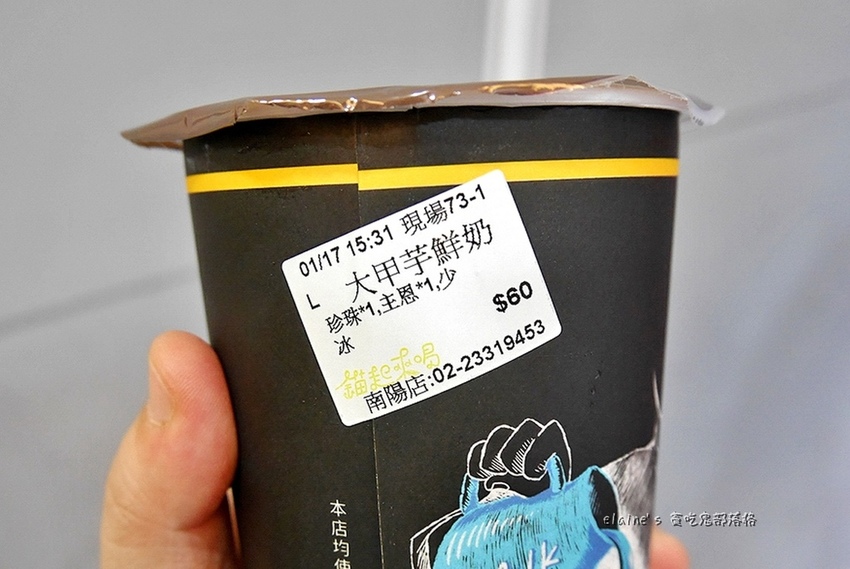 01/17 15:31 現場73-1
L 大甲芋鮮奶
珍珠*1,主恩*1,少
冰
$60
錨起來喝
南陽店:02-23319453
本店均使
elaine's 貪吃鬼部落格